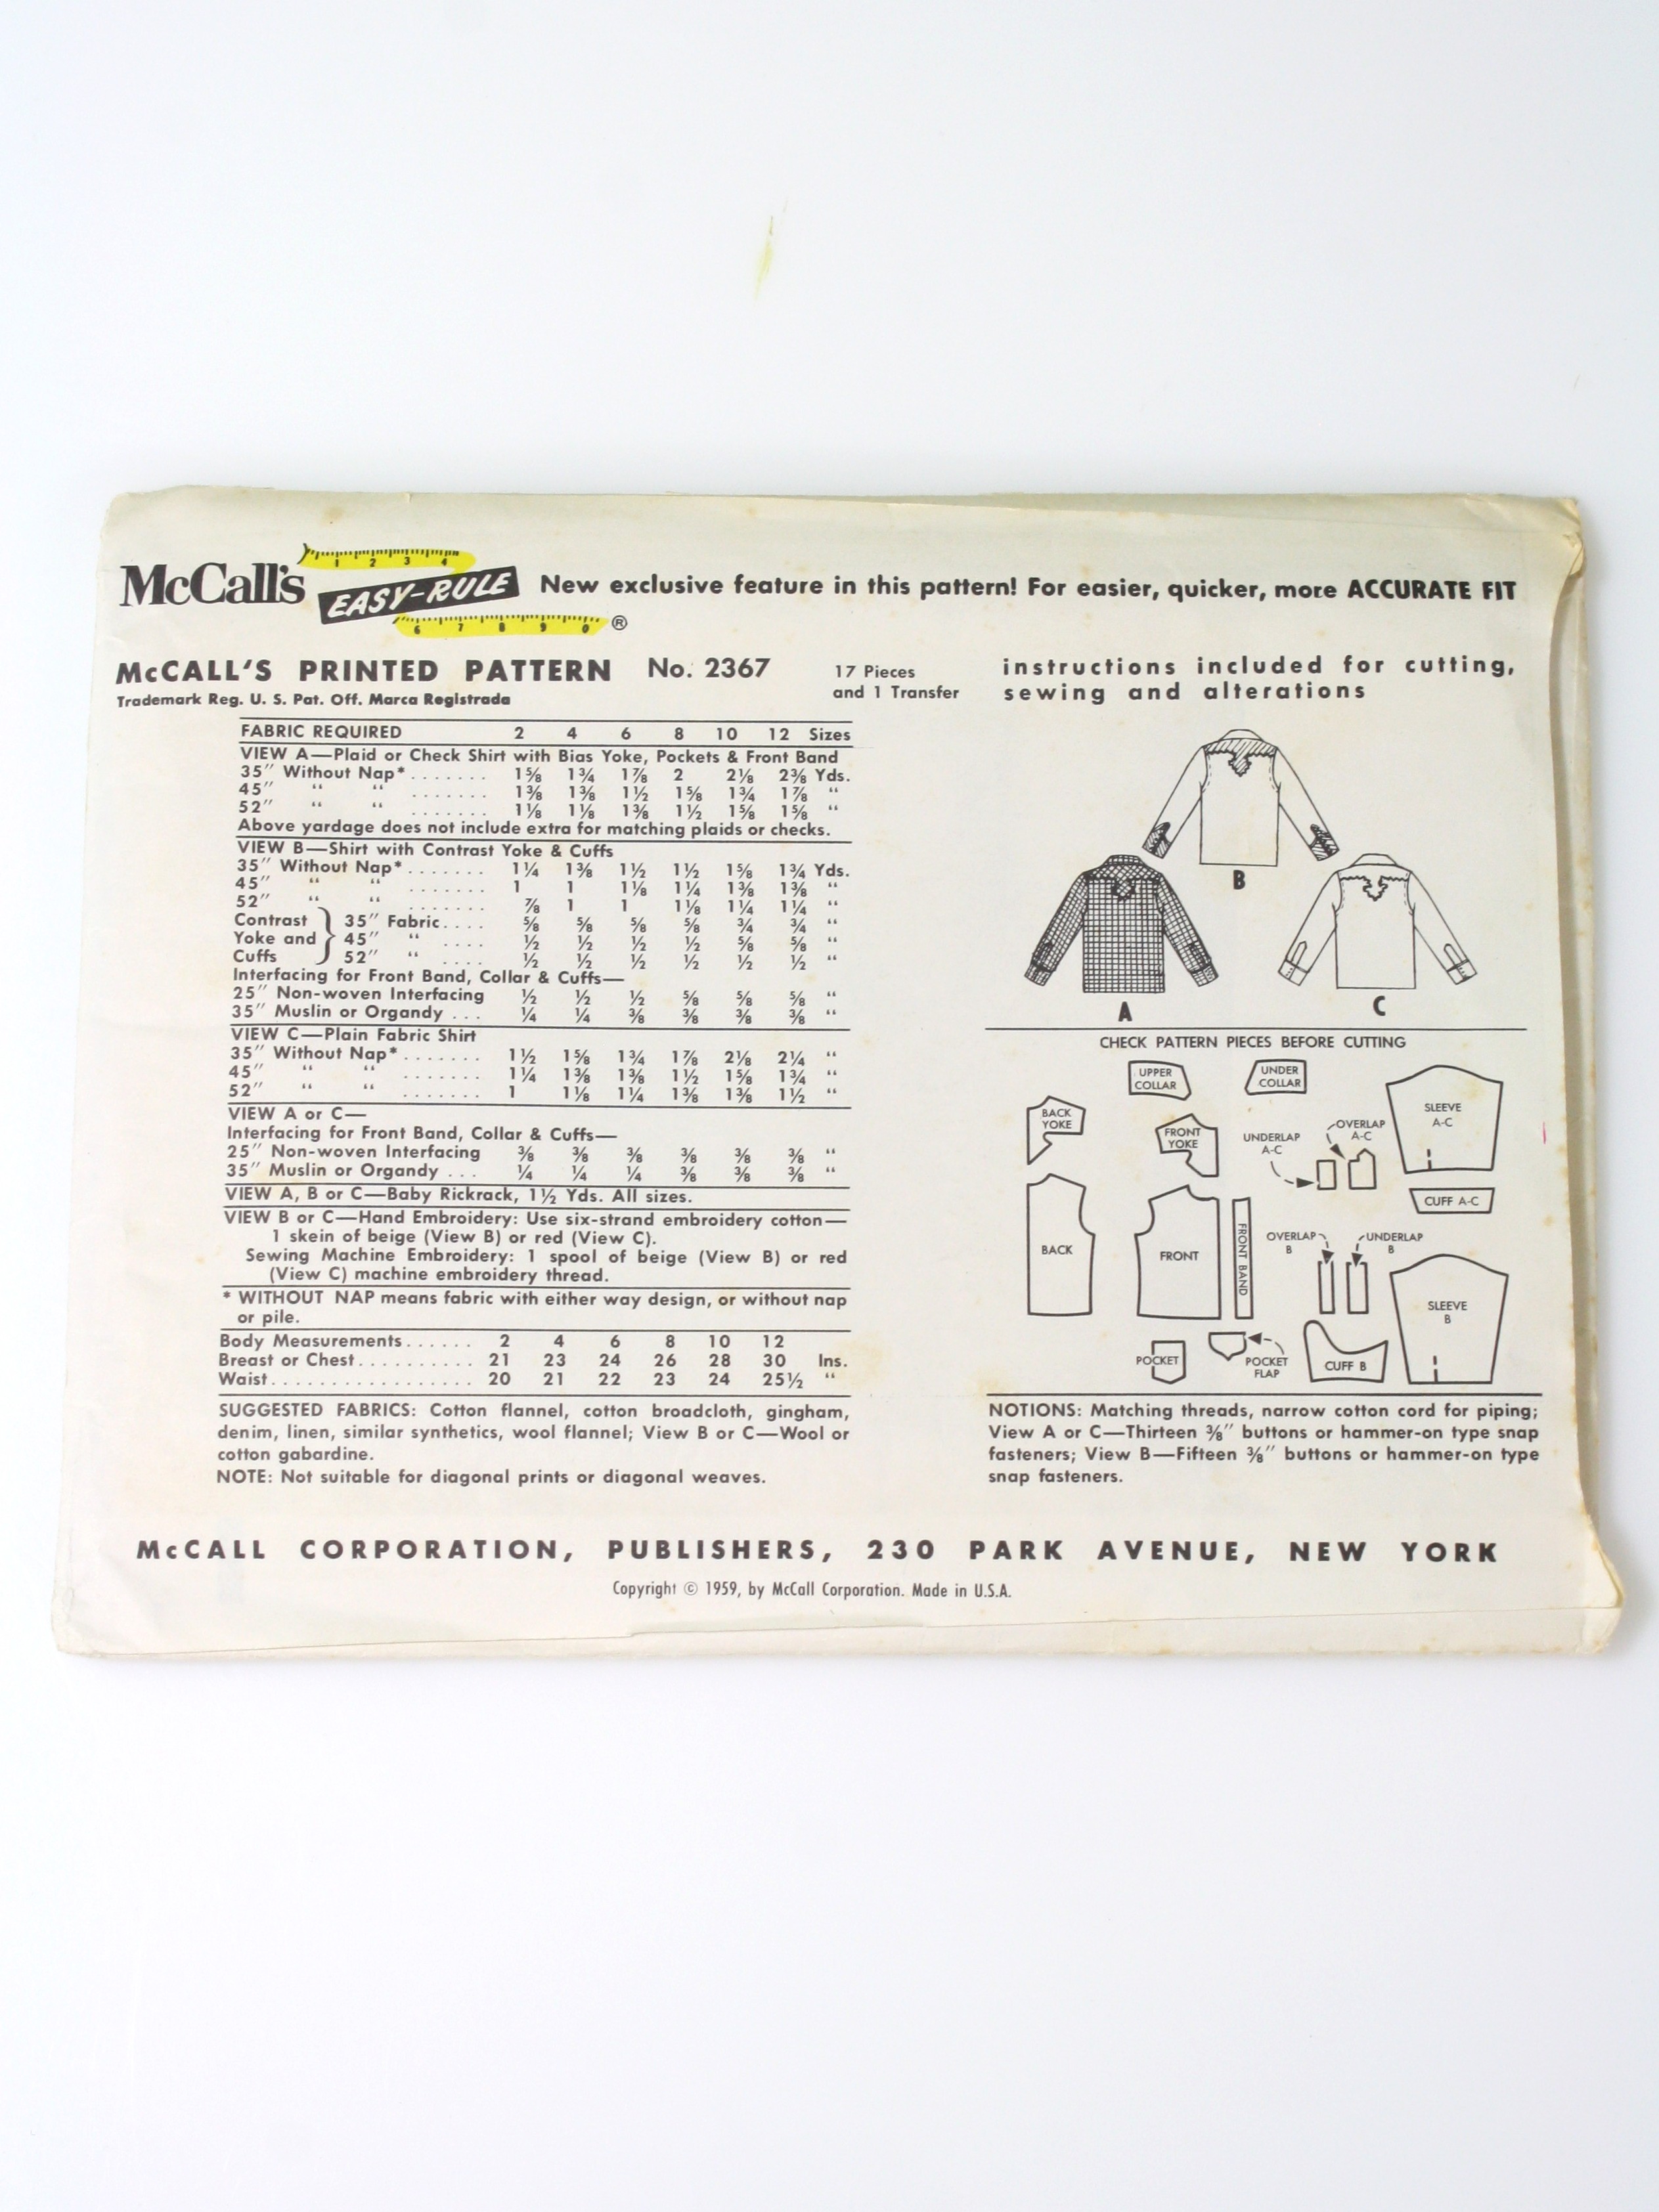 McCall's EASY-RULE ® New exclusive feature in this pattern! For easier, quicker, more ACCURATE FIT
1 2 3 4
6 7 8 9 0
McCALL'S PRINTED PATTERN No. 2367
Trademark Reg. U. S. Pat. Off. Marca Registrada
17 Pieces
and 1 Transfer
instructions included for cutting,
sewing and alterations
FABRIC REQUIRED 2 4 6 8 10 12 Sizes
VIEW A—Plaid or Check Shirt with Bias Yoke, Pockets & Front Band
35″ Without Nap* ....... 1⅝ 1¾ 1⅞ 2 2⅛ 2⅜ Yds.
45″ “ “ ....... 1⅜ 1⅜ 1½ 1⅝ 1¾ 1⅞ “
52″ “ “ ....... 1⅛ 1⅛ 1⅜ 1½ 1⅝ 1⅝ “
Above yardage does not include extra for matching plaids or checks.
VIEW B—Shirt with Contrast Yoke & Cuffs
35″ Without Nap* ....... 1¼ 1⅜ 1½ 1½ 1⅝ 1¾ Yds.
45″ “ “ ....... 1 1 1⅛ 1¼ 1⅜ 1⅜ “
52″ “ “ ....... ⅞ 1 1 1⅛ 1¼ 1¼ “
Contrast } 35″ Fabric.... ⅝ ⅝ ⅝ ⅝ ¾ ¾ “
Yoke and } 45″ “ .... ½ ½ ½ ½ ⅝ ⅝ “
Cuffs } 52″ “ .... ½ ½ ½ ½ ½ ½ “
Interfacing for Front Band, Collar & Cuffs—
25″ Non-woven Interfacing ½ ½ ½ ⅝ ⅝ ⅝ “
35″ Muslin or Organdy ... ¼ ¼ ⅜ ⅜ ⅜ ⅜ “
VIEW C—Plain Fabric Shirt
35″ Without Nap* ....... 1½ 1⅝ 1¾ 1⅞ 2⅛ 2¼ “
45″ “ “ ....... 1¼ 1⅜ 1⅜ 1½ 1⅝ 1¾ “
52″ “ “ ....... 1 1⅛ 1¼ 1⅜ 1⅜ 1½ “
VIEW A or C—
Interfacing for Front Band, Collar & Cuffs—
25″ Non-woven Interfacing ⅜ ⅜ ⅜ ⅜ ⅜ ⅜ “
35″ Muslin or Organdy ... ¼ ¼ ¼ ⅜ ⅜ ⅜ “
VIEW A, B or C—Baby Rickrack, 1½ Yds. All sizes.
VIEW B or C—Hand Embroidery: Use six-strand embroidery cotton—
1 skein of beige (View B) or red (View C).
Sewing Machine Embroidery: 1 spool of beige (View B) or red
(View C) machine embroidery thread.
* WITHOUT NAP means fabric with either way design, or without nap
or pile.
Body Measurements ...... 2 4 6 8 10 12
Breast or Chest .......... 21 23 24 26 28 30 Ins.
Waist ................. 20 21 22 23 24 25½ “
SUGGESTED FABRICS: Cotton flannel, cotton broadcloth, gingham,
denim, linen, similar synthetics, wool flannel; View B or C—Wool or
cotton gabardine.
NOTE: Not suitable for diagonal prints or diagonal weaves.
B
A
C
CHECK PATTERN PIECES BEFORE CUTTING
UPPER
COLLAR
UNDER
COLLAR
BACK
YOKE
FRONT
YOKE
UNDERLAP
A-C
OVERLAP
A-C
SLEEVE
A-C
CUFF A-C
BACK
FRONT
FRONT BAND
OVERLAP
B
UNDERLAP
B
SLEEVE
B
POCKET
POCKET
FLAP
CUFF B
NOTIONS: Matching threads, narrow cotton cord for piping;
View A or C—Thirteen ⅜″ buttons or hammer-on type snap
fasteners; View B—Fifteen ⅜″ buttons or hammer-on type
snap fasteners.
McCALL CORPORATION, PUBLISHERS, 230 PARK AVENUE, NEW YORK
Copyright © 1959, by McCall Corporation. Made in U.S.A.